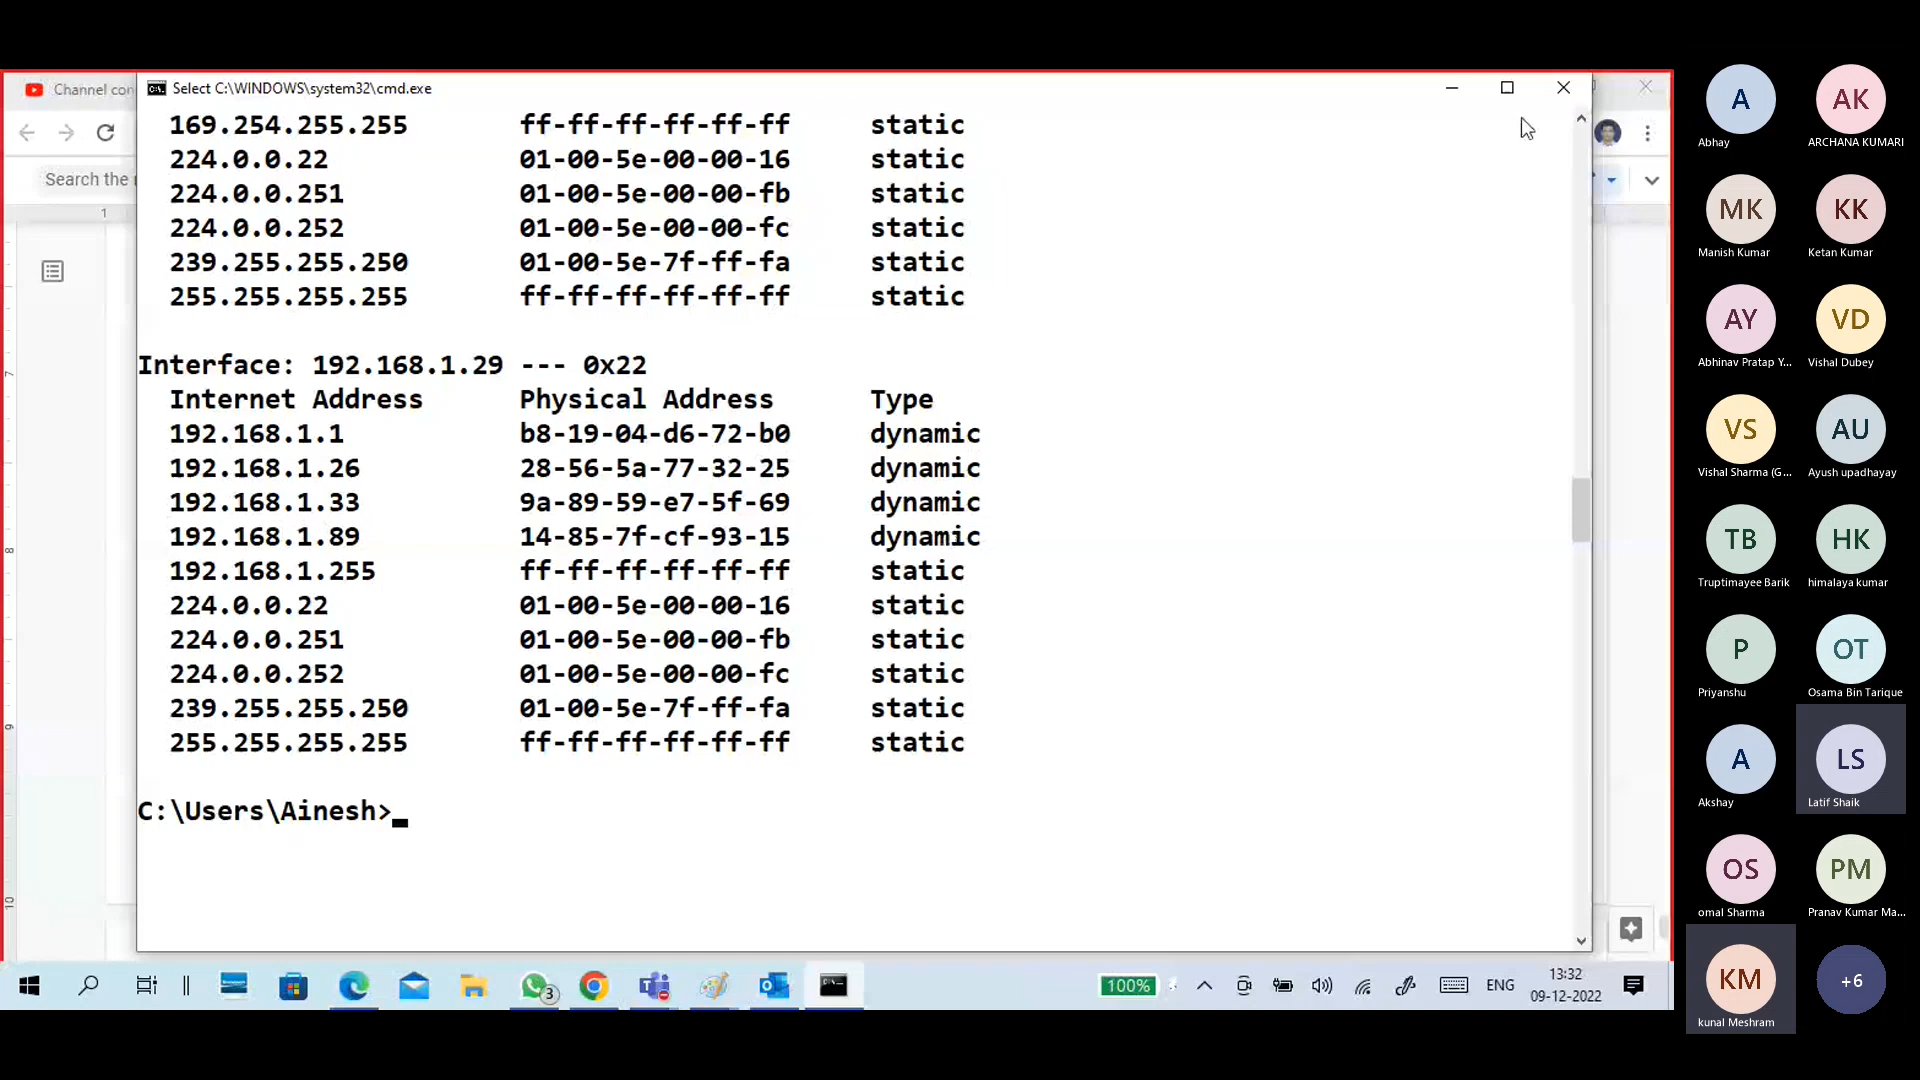 Channel con
Select C:\WINDOWS\system32\cmd.exe
Search the
1
7
8
9
10
169.254.255.255 ff-ff-ff-ff-ff-ff static
224.0.0.22 01-00-5e-00-00-16 static
224.0.0.251 01-00-5e-00-00-fb static
224.0.0.252 01-00-5e-00-00-fc static
239.255.255.250 01-00-5e-7f-ff-fa static
255.255.255.255 ff-ff-ff-ff-ff-ff static
Interface: 192.168.1.29 --- 0x22
Internet Address Physical Address Type
192.168.1.1 b8-19-04-d6-72-b0 dynamic
192.168.1.26 28-56-5a-77-32-25 dynamic
192.168.1.33 9a-89-59-e7-5f-69 dynamic
192.168.1.89 14-85-7f-cf-93-15 dynamic
192.168.1.255 ff-ff-ff-ff-ff-ff static
224.0.0.22 01-00-5e-00-00-16 static
224.0.0.251 01-00-5e-00-00-fb static
224.0.0.252 01-00-5e-00-00-fc static
239.255.255.250 01-00-5e-7f-ff-fa static
255.255.255.255 ff-ff-ff-ff-ff-ff static
C:\Users\Ainesh>
3
100%
ENG
13:32
09-12-2022
A AK
Abhay ARCHANA KUMARI
MK KK
Manish Kumar Ketan Kumar
AY VD
Abhinav Pratap Y... Vishal Dubey
VS AU
Vishal Sharma (G... Ayush upadhayay
TB HK
Truptimayee Barik himalaya kumar
P OT
Priyanshu Osama Bin Tarique
A LS
Akshay Latif Shaik
OS PM
omal Sharma Pranav Kumar Ma...
KM +6
kunal Meshram